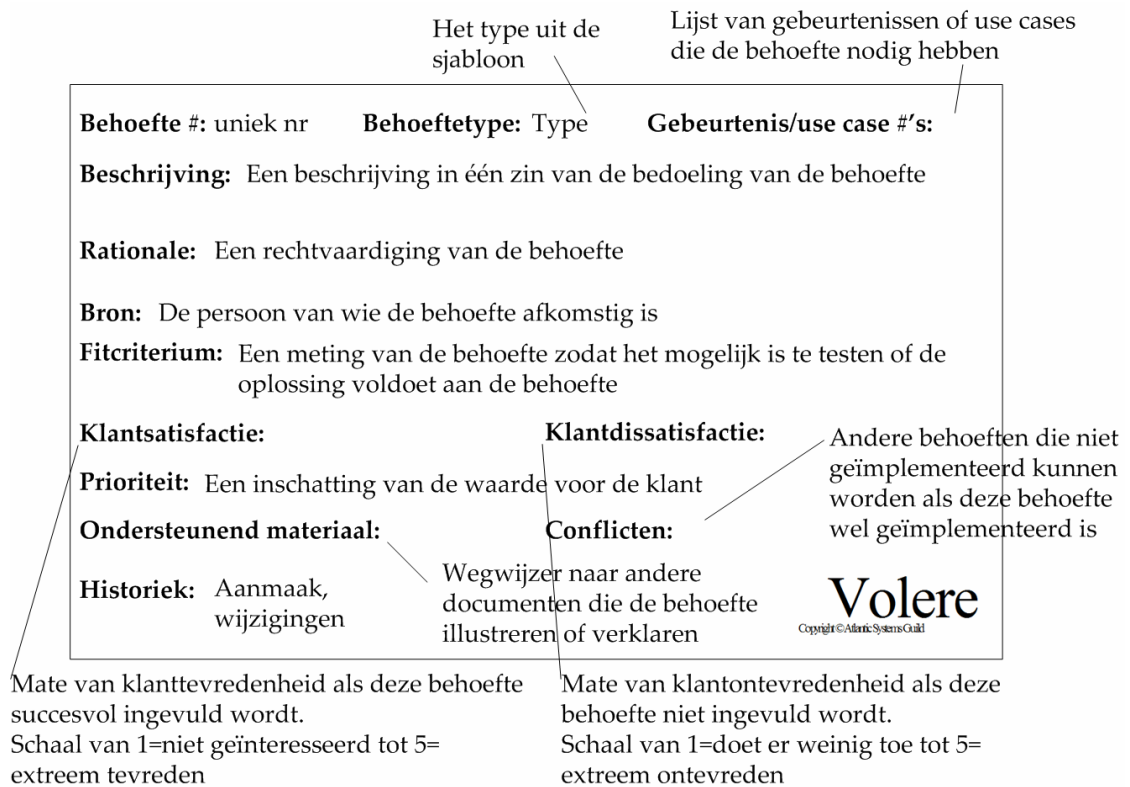 Het type uit de
sjabloon
Lijst van gebeurtenissen of use cases
die de behoefte nodig hebben
Behoefte #: uniek nr Behoeftetype: Type Gebeurtenis/use case #'s:
Beschrijving: Een beschrijving in één zin van de bedoeling van de behoefte
Rationale: Een rechtvaardiging van de behoefte
Bron: De persoon van wie de behoefte afkomstig is
Fitcriterium: Een meting van de behoefte zodat het mogelijk is te testen of de
oplossing voldoet aan de behoefte
Klantsatisfactie: Klantdissatisfactie:
Andere behoeften die niet
geïmplementeerd kunnen
worden als deze behoefte
wel geïmplementeerd is
Prioriteit: Een inschatting van de waarde voor de klant
Ondersteunend materiaal: Conflicten:
Wegwijzer naar andere
documenten die de behoefte
illustreren of verklaren
Historiek: Aanmaak,
wijzigingen
Volere
Copyright © Atlantic Systems Guild
Mate van klanttevredenheid als deze behoefte
succesvol ingevuld wordt.
Schaal van 1=niet geïnteresseerd tot 5=
extreem tevreden
Mate van klantontevredenheid als deze
behoefte niet ingevuld wordt.
Schaal van 1=doet er weinig toe tot 5=
extreem ontevreden